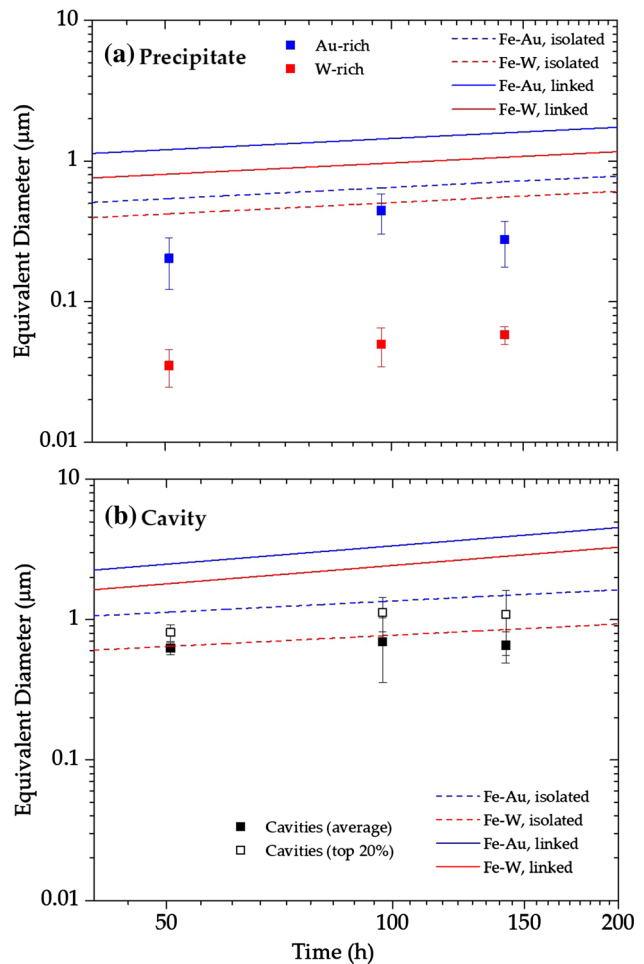 10
(a) Precipitate
Au-rich
W-rich
Fe-Au, isolated
Fe-W, isolated
Fe-Au, linked
Fe-W, linked
1
0.1
0.01
Equivalent Diameter (µm)
10
(b) Cavity
1
0.1
0.01
Equivalent Diameter (µm)
Cavities (average)
Cavities (top 20%)
Fe-Au, isolated
Fe-W, isolated
Fe-Au, linked
Fe-W, linked
50 100 200
Time (h)